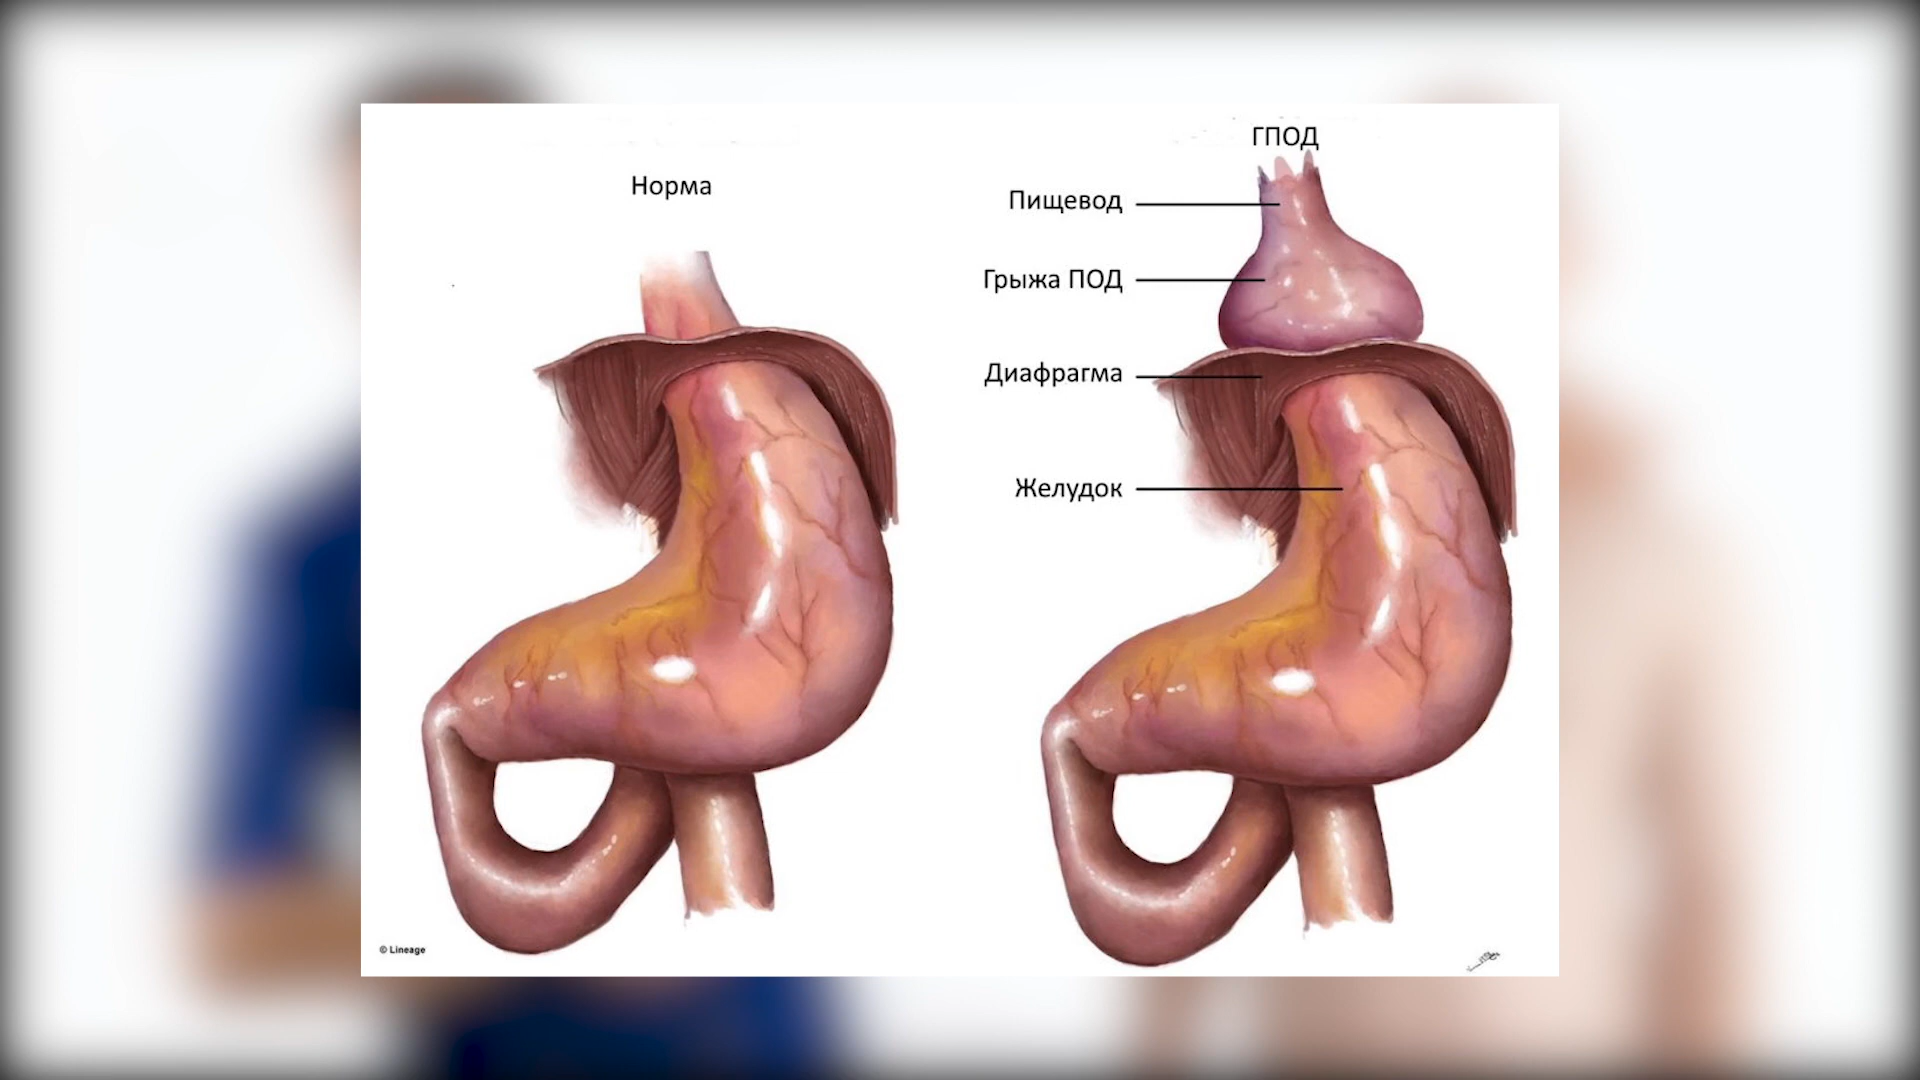 Норма
ГПОД
Пищевод
Грыжа ПОД
Диафрагма
Желудок
© Lineage